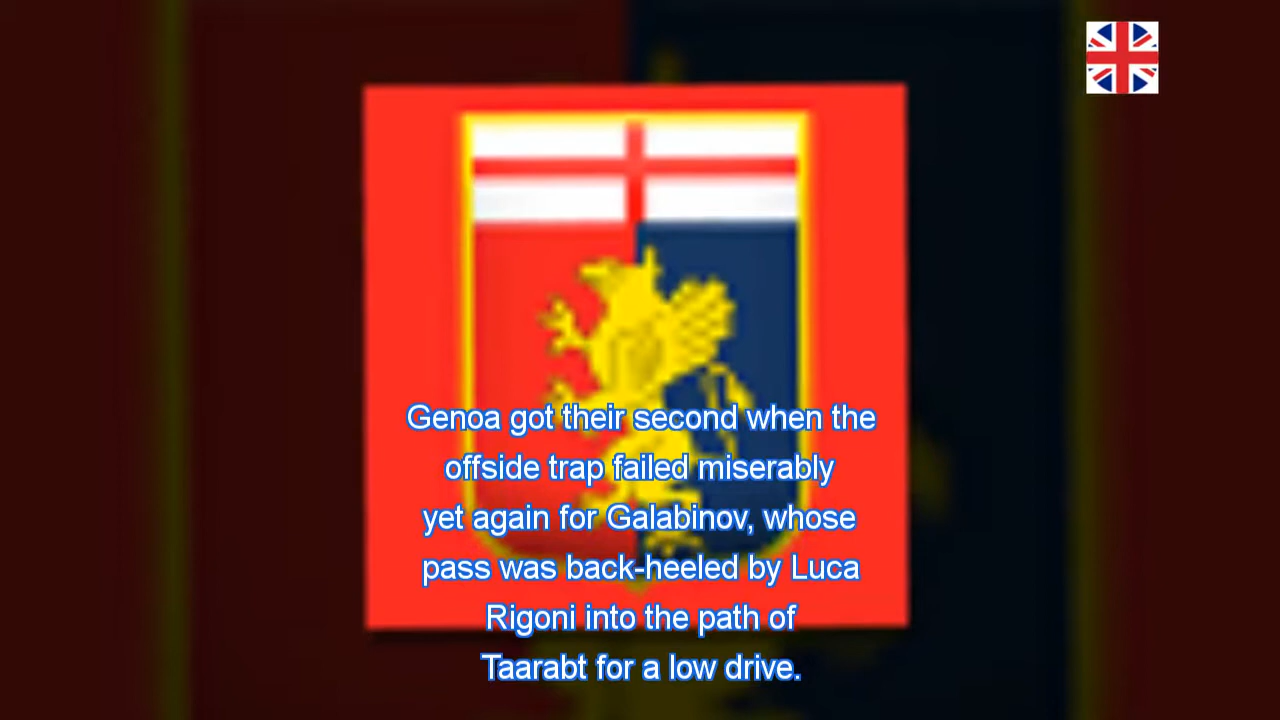 Genoa got their second when the
offside trap failed miserably
yet again for Galabinov, whose
pass was back-heeled by Luca
Rigoni into the path of
Taarabt for a low drive.